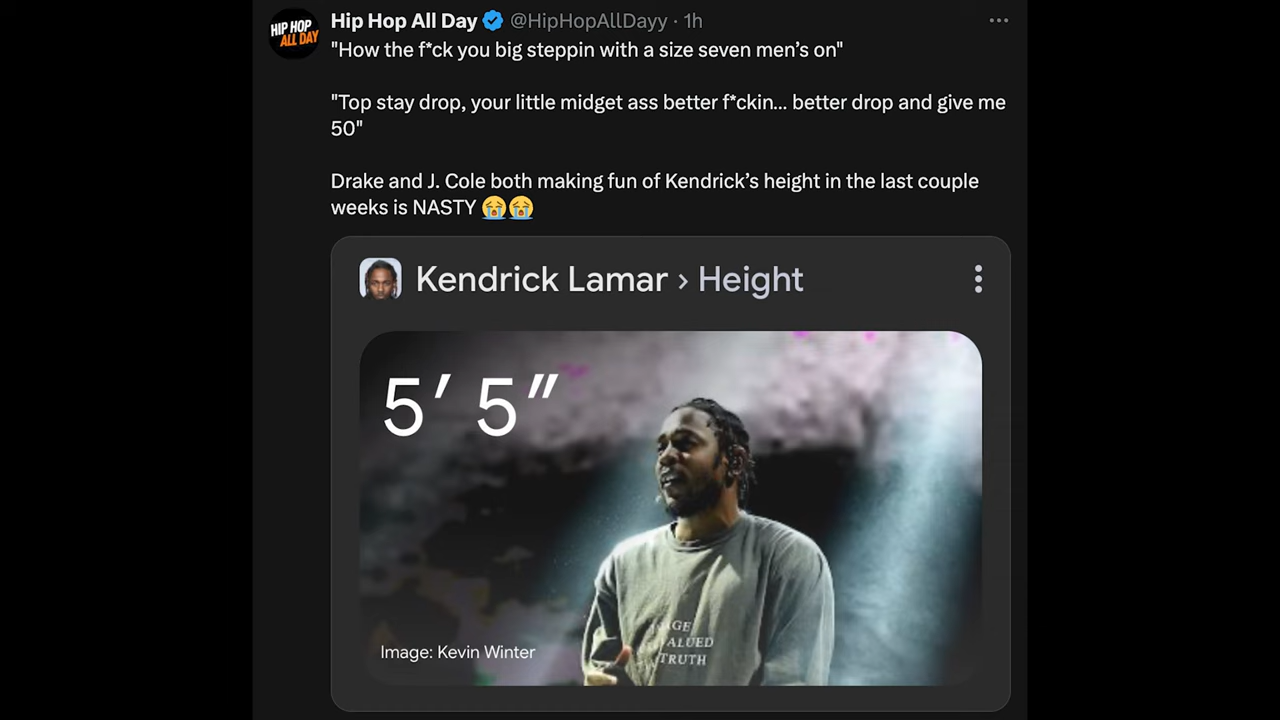 HIP HOP
ALL DAY
Hip Hop All Day @HipHopAllDayy · 1h
"How the f*ck you big steppin with a size seven men’s on"
"Top stay drop, your little midget ass better f*ckin... better drop and give me
50"
Drake and J. Cole both making fun of Kendrick’s height in the last couple
weeks is NASTY 😭😭
Kendrick Lamar › Height
5′ 5″
ALUED
TRUTH
Image: Kevin Winter